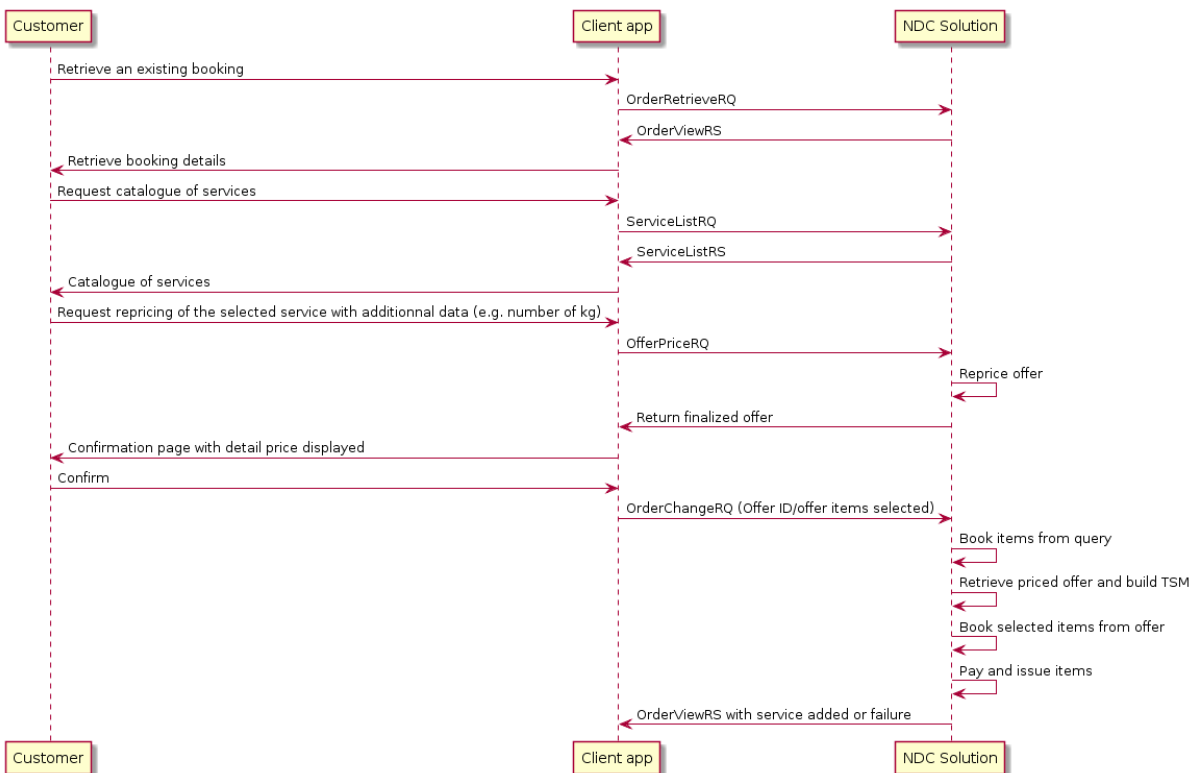 Customer
Client app
NDC Solution
Retrieve an existing booking
OrderRetrieveRQ
OrderViewRS
Retrieve booking details
Request catalogue of services
ServiceListRQ
ServiceListRS
Catalogue of services
Request repricing of the selected service with additionnal data (e.g. number of kg)
OfferPriceRQ
Reprice offer
Return finalized offer
Confirmation page with detail price displayed
Confirm
OrderChangeRQ (Offer ID/offer items selected)
Book items from query
Retrieve priced offer and build TSM
Book selected items from offer
Pay and issue items
OrderViewRS with service added or failure
Customer
Client app
NDC Solution